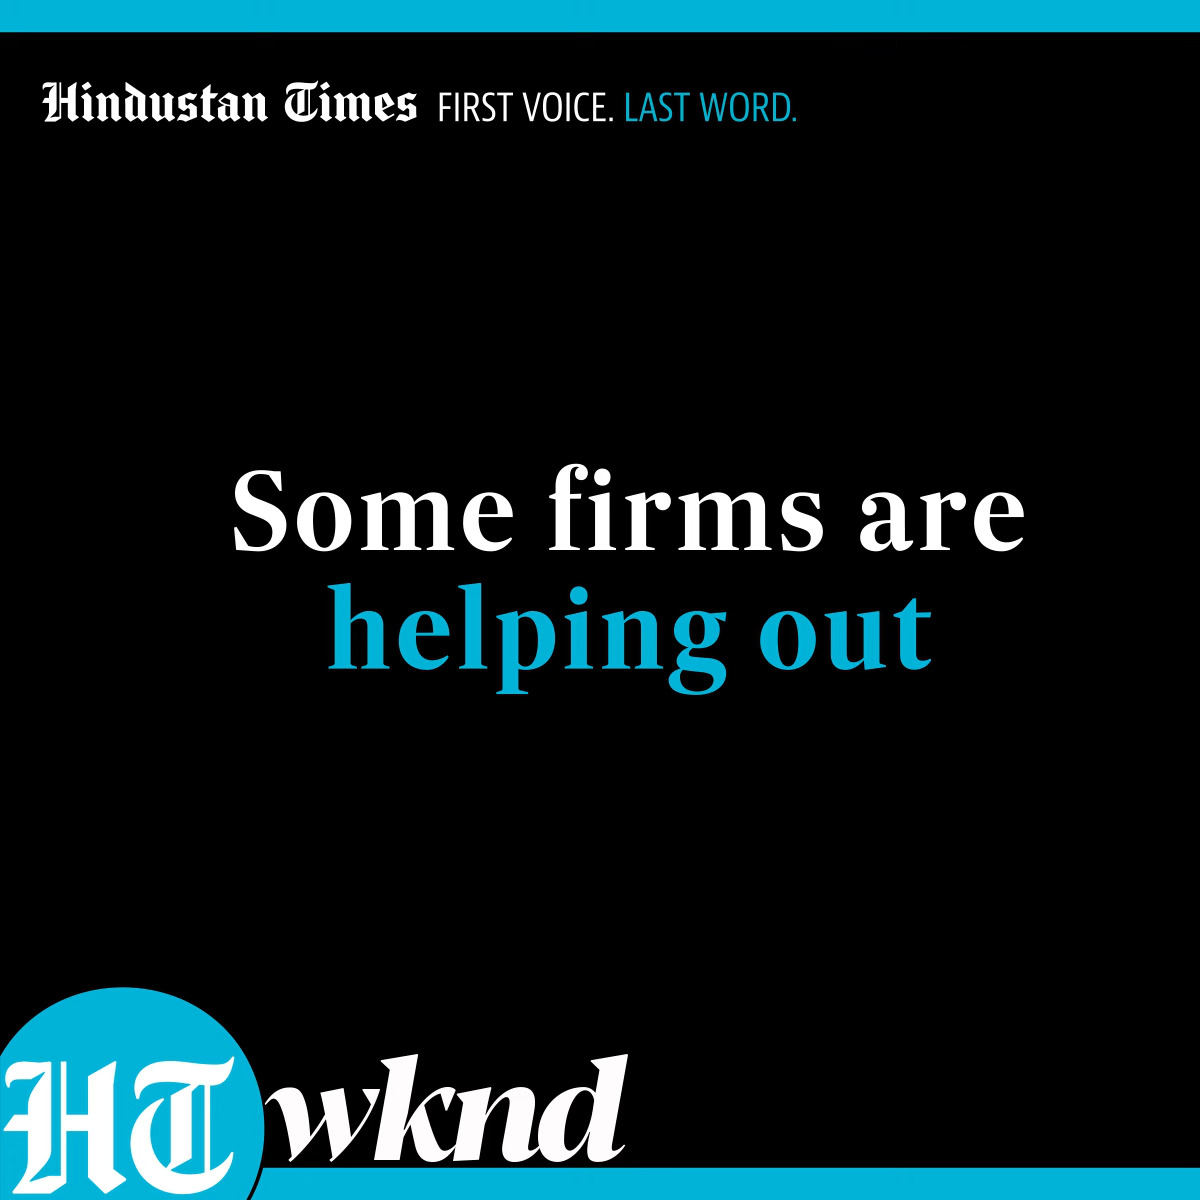 Hindustan Times FIRST VOICE. LAST WORD.
Some firms are
helping out
HT wknd